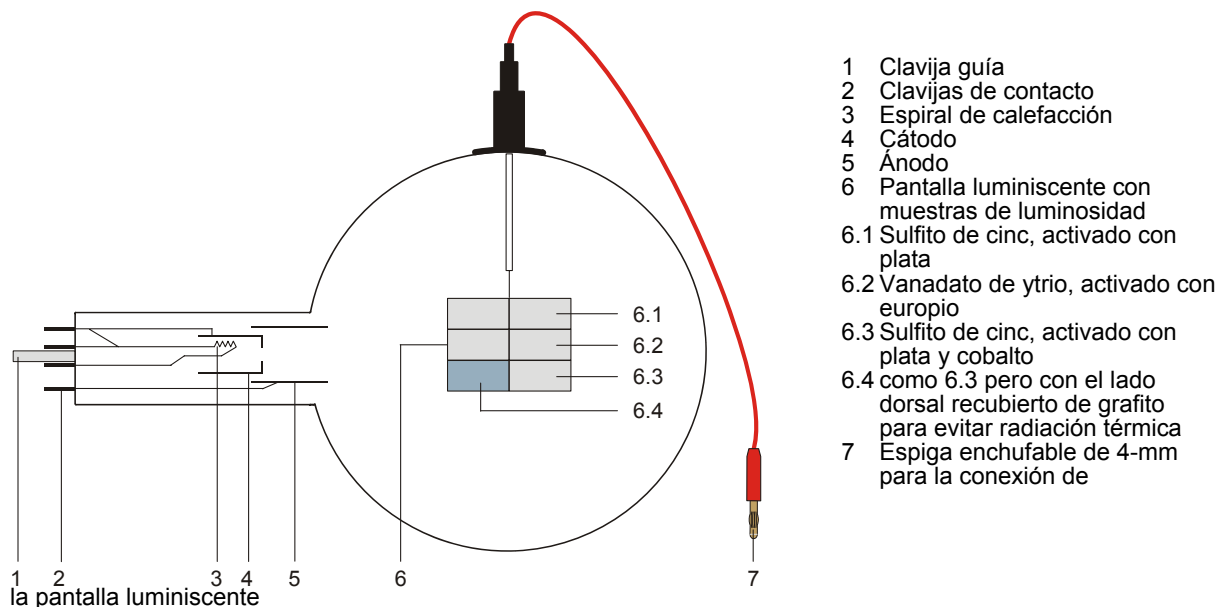 1 Clavija guía
2 Clavijas de contacto
3 Espiral de calefacción
4 Cátodo
5 Ánodo
6 Pantalla luminiscente con
muestras de luminosidad
6.1 Sulfito de cinc, activado con
plata
6.2 Vanadato de ytrio, activado con
europio
6.3 Sulfito de cinc, activado con
plata y cobalto
6.4 como 6.3 pero con el lado
dorsal recubierto de grafito
para evitar radiación térmica
7 Espiga enchufable de 4-mm
para la conexión de
6.1
6.2
6
6.3
6.4
1 2 3 4 5 6 7
la pantalla luminiscente